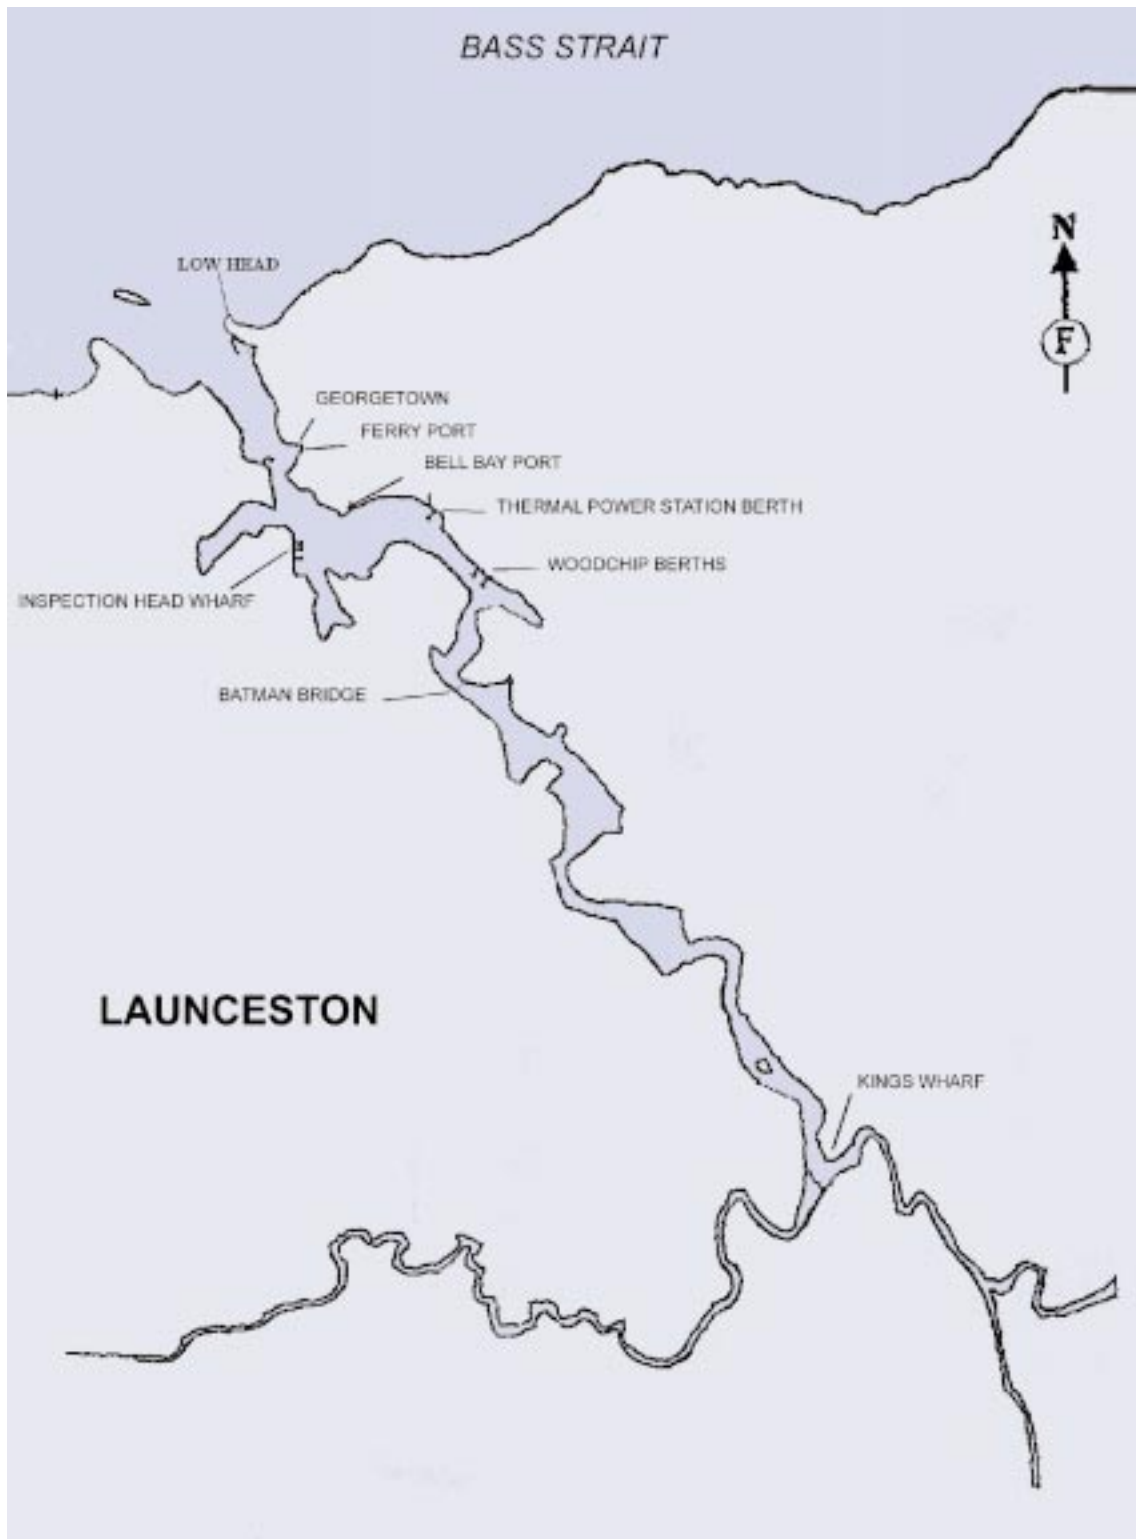 BASS STRAIT
N
LOW HEAD
F
GEORGETOWN
FERRY PORT
BELL BAY PORT
THERMAL POWER STATION BERTH
WOODCHIP BERTHS
INSPECTION HEAD WHARF
BATMAN BRIDGE
LAUNCESTON
KINGS WHARF